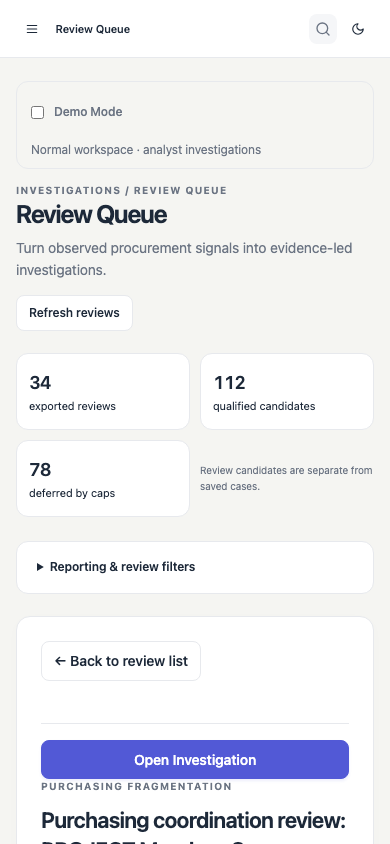 Review Queue
Demo Mode
Normal workspace · analyst investigations
INVESTIGATIONS / REVIEW QUEUE
Review Queue
Turn observed procurement signals into evidence-led
investigations.
Refresh reviews
34
exported reviews
112
qualified candidates
78
deferred by caps
Review candidates are separate from
saved cases.
▶ Reporting & review filters
← Back to review list
Open Investigation
PURCHASING FRAGMENTATION
Purchasing coordination review: